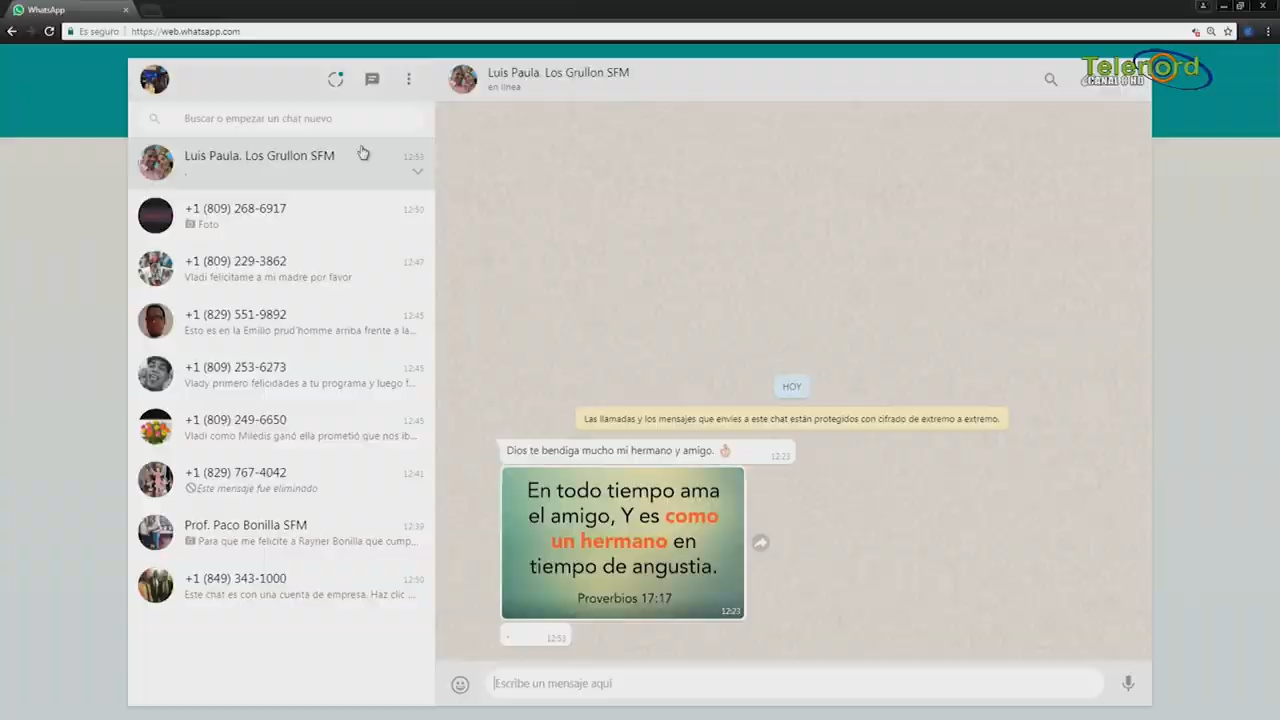 WhatsApp
Es seguro
https://web.whatsapp.com
Telenord
CANAL 8 HD
Luis Paula. Los Grullon SFM
en línea
Buscar o empezar un chat nuevo
Luis Paula. Los Grullon SFM
12:53
.
+1 (809) 268-6917
12:50
Foto
+1 (809) 229-3862
12:47
Vladi felicitame a mi madre por favor
+1 (829) 551-9892
12:45
Esto es en la Emilio prud'homme arriba frente a la...
+1 (809) 253-6273
12:45
Vlady primero felicidades a tu programa y luego f...
+1 (809) 249-6650
12:45
Vladi como Miledis ganó ella prometió que nos ib...
+1 (829) 767-4042
12:41
Este mensaje fue eliminado
Prof. Paco Bonilla SFM
12:39
Para que me felicite a Rayner Bonilla que cump...
+1 (849) 343-1000
12:50
Este chat es con una cuenta de empresa. Haz clic ...
HOY
Las llamadas y los mensajes que envíes a este chat están protegidos con cifrado de extremo a extremo.
Dios te bendiga mucho mi hermano y amigo.
12:23
En todo tiempo ama
el amigo, Y es como
un hermano en
tiempo de angustia.
Proverbios 17:17
12:23
.
12:53
Escribe un mensaje aquí